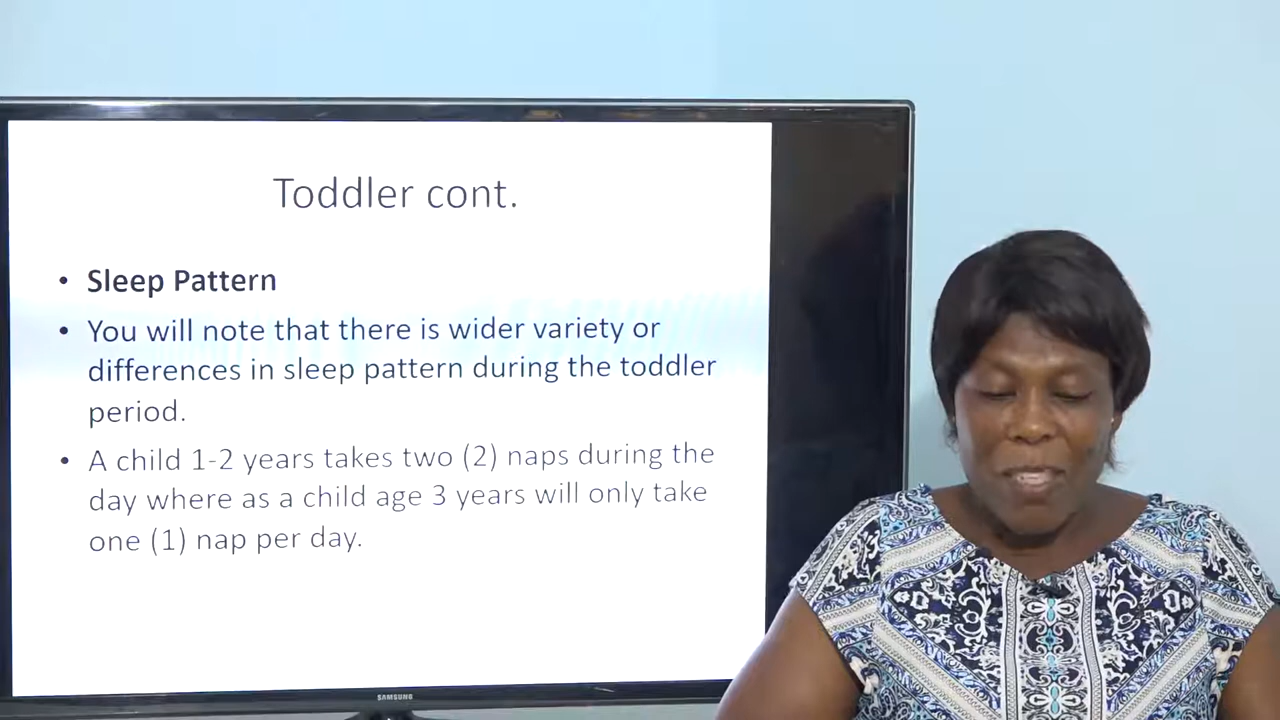 Toddler cont.
• Sleep Pattern
• You will note that there is wider variety or
differences in sleep pattern during the toddler
period.
• A child 1-2 years takes two (2) naps during the
day where as a child age 3 years will only take
one (1) nap per day.
SAMSUNG